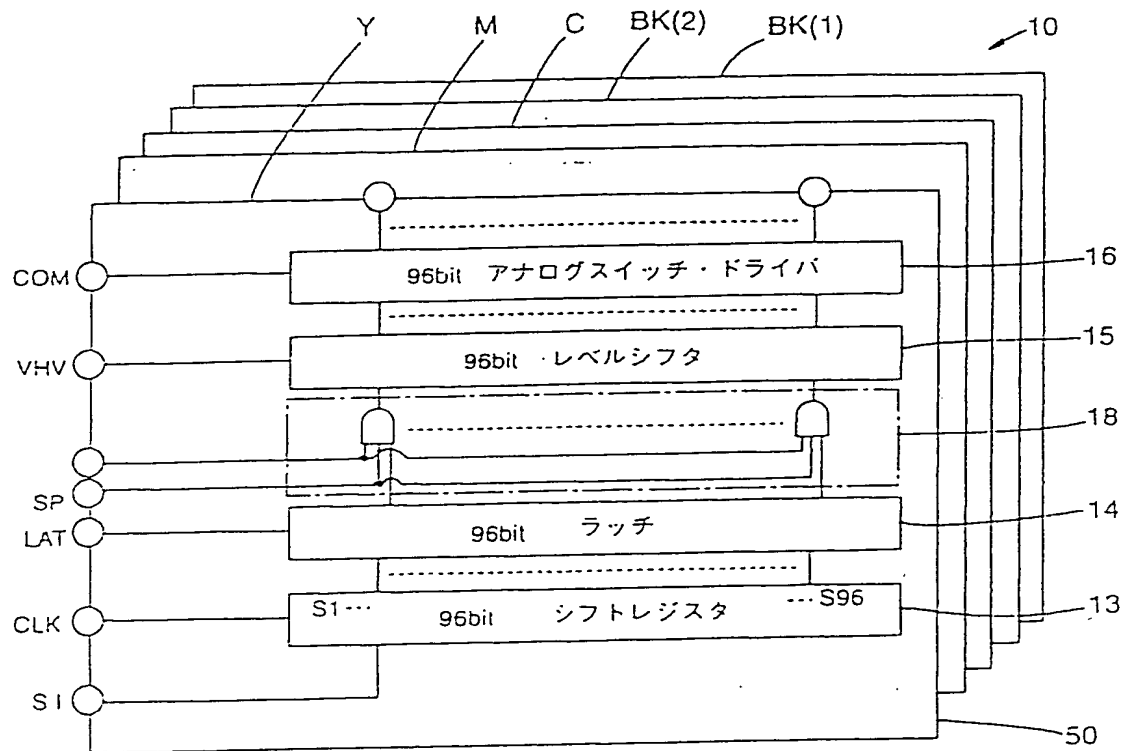 Y M C BK(2) BK(1) 10
COM 96bit アナログスイッチ・ドライバ 16
VHV 96bit ・レベルシフタ 15
18
SP
LAT 96bit ラッチ 14
S1 ··· ··· S96
CLK 96bit シフトレジスタ 13
SI
50